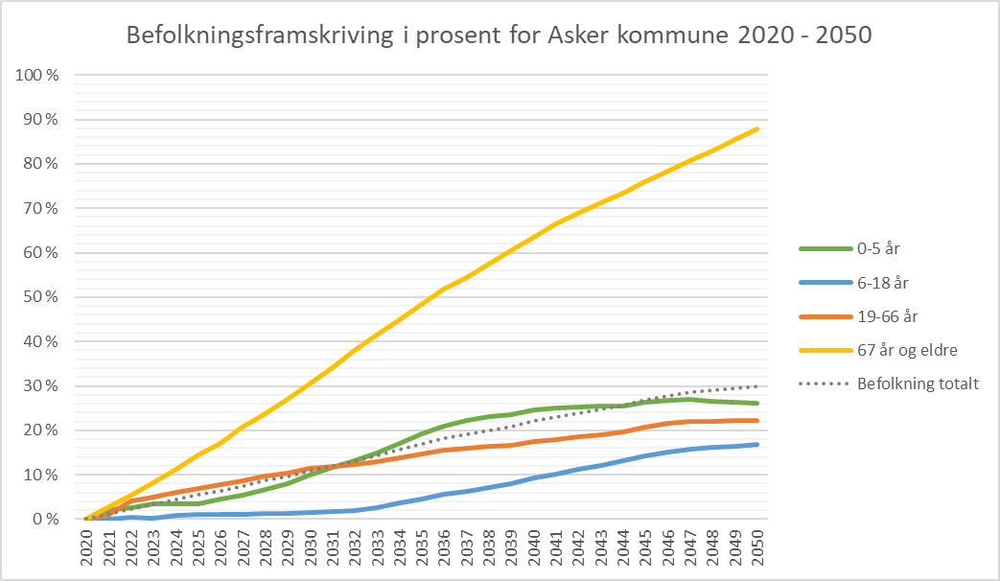 Befolkningsframskriving i prosent for Asker kommune 2020 - 2050
100 %
90 %
80 %
70 %
60 %
50 %
40 %
30 %
20 %
10 %
0 %
2020 2021 2022 2023 2024 2025 2026 2027 2028 2029 2030 2031 2032 2033 2034 2035 2036 2037 2038 2039 2040 2041 2042 2043 2044 2045 2046 2047 2048 2049 2050
0-5 år
6-18 år
19-66 år
67 år og eldre
Befolkning totalt